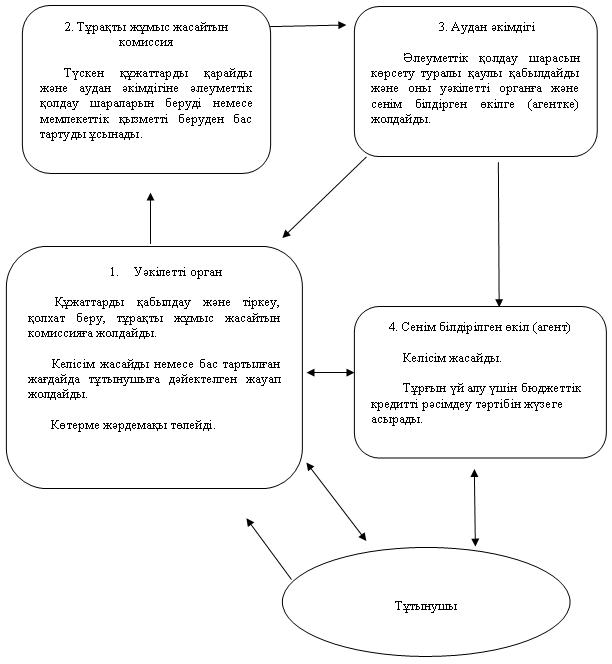 2. Тұрақты жұмыс жасайтын
комиссия
Түскен құжаттарды қарайды
және аудан әкімдігіне әлеуметтік
қолдау шараларын беруді немесе
мемлекеттік қызметті беруден бас
тартуды ұсынады.
3. Аудан әкімдігі
Әлеуметтік қолдау шарасын
көрсету туралы қаулы қабылдайды
және оны уәкілетті органға және
сенім білдірген өкілге (агентке)
жолдайды.
1. Уәкілетті орган
Құжаттарды қабылдау және тіркеу,
қолхат беру, тұрақты жұмыс жасайтын
комиссияға жолдайды.
Келісім жасайды немесе бас тартылған
жағдайда тұтынушыға дәйектелген жауап
жолдайды.
Көтерме жәрдемақы төлейді.
4. Сенім білдірілген өкіл (агент)
Келісім жасайды.
Тұрғын үй алу үшін бюджеттік
кредитті рәсімдеу тәртібін жүзеге
асырады.
Тұтынушы